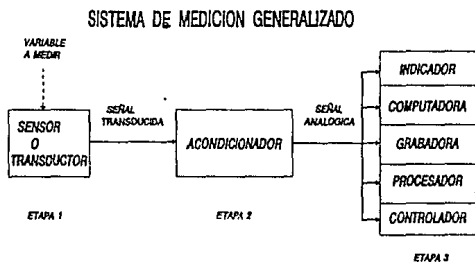 SISTEMA DE MEDICION GENERALIZADO
VARIABLE
A MEDIR
SENSOR
O
TRANSDUCTOR
SEÑAL
TRANSDUCIDA
ACONDICIONADOR
SEÑAL
ANALOGICA
INDICADOR
COMPUTADORA
GRABADORA
PROCESADOR
CONTROLADOR
ETAPA 1
ETAPA 2
ETAPA 3